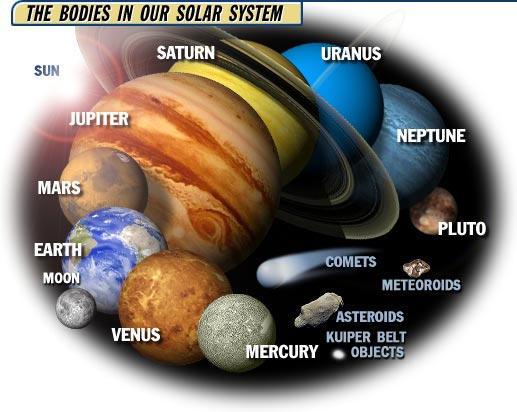 THE BODIES IN OUR SOLAR SYSTEM
SUN
SATURN
URANUS
JUPITER
NEPTUNE
MARS
PLUTO
EARTH
MOON
COMETS
METEOROIDS
VENUS
MERCURY
ASTEROIDS
KUIPER BELT
OBJECTS